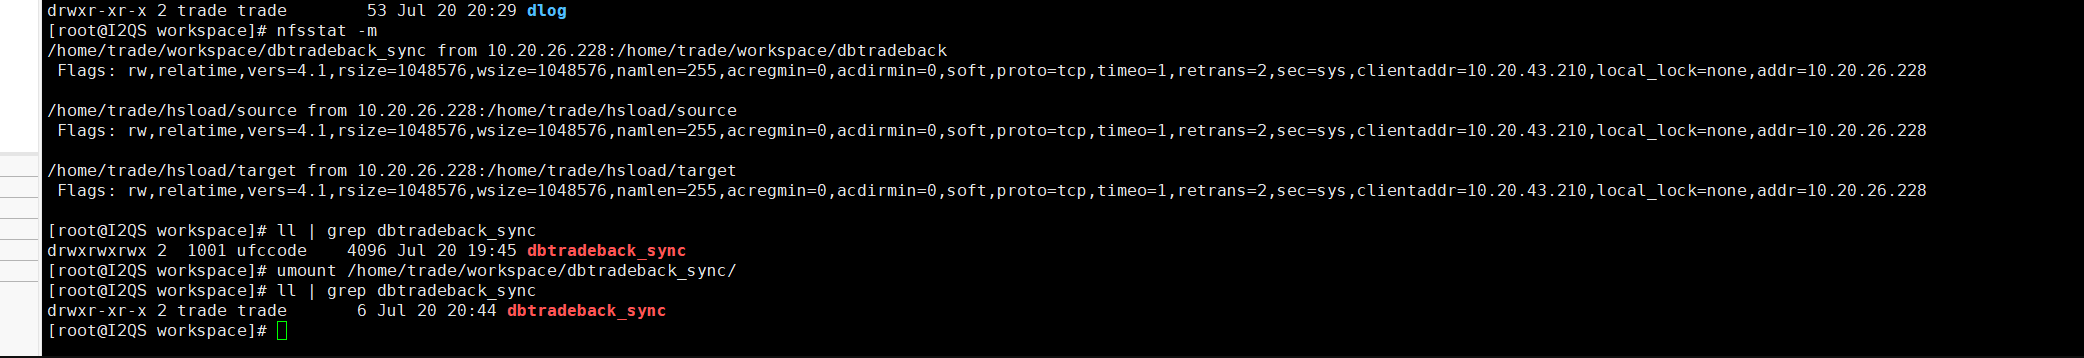 drwxr-xr-x 2 trade trade        53 Jul 20 20:29 dlog
[root@I2QS workspace]# nfsstat -m
/home/trade/workspace/dbtradeback_sync from 10.20.26.228:/home/trade/workspace/dbtradeback
 Flags: rw,relatime,vers=4.1,rsize=1048576,wsize=1048576,namlen=255,acregmin=0,acdirmin=0,soft,proto=tcp,timeo=1,retrans=2,sec=sys,clientaddr=10.20.43.210,local_lock=none,addr=10.20.26.228
/home/trade/hsload/source from 10.20.26.228:/home/trade/hsload/source
 Flags: rw,relatime,vers=4.1,rsize=1048576,wsize=1048576,namlen=255,acregmin=0,acdirmin=0,soft,proto=tcp,timeo=1,retrans=2,sec=sys,clientaddr=10.20.43.210,local_lock=none,addr=10.20.26.228
/home/trade/hsload/target from 10.20.26.228:/home/trade/hsload/target
 Flags: rw,relatime,vers=4.1,rsize=1048576,wsize=1048576,namlen=255,acregmin=0,acdirmin=0,soft,proto=tcp,timeo=1,retrans=2,sec=sys,clientaddr=10.20.43.210,local_lock=none,addr=10.20.26.228
[root@I2QS workspace]# ll | grep dbtradeback_sync
drwxrwxrwx 2  1001 ufccode    4096 Jul 20 19:45 dbtradeback_sync
[root@I2QS workspace]# umount /home/trade/workspace/dbtradeback_sync/
[root@I2QS workspace]# ll | grep dbtradeback_sync
drwxr-xr-x 2 trade trade       6 Jul 20 20:44 dbtradeback_sync
[root@I2QS workspace]#